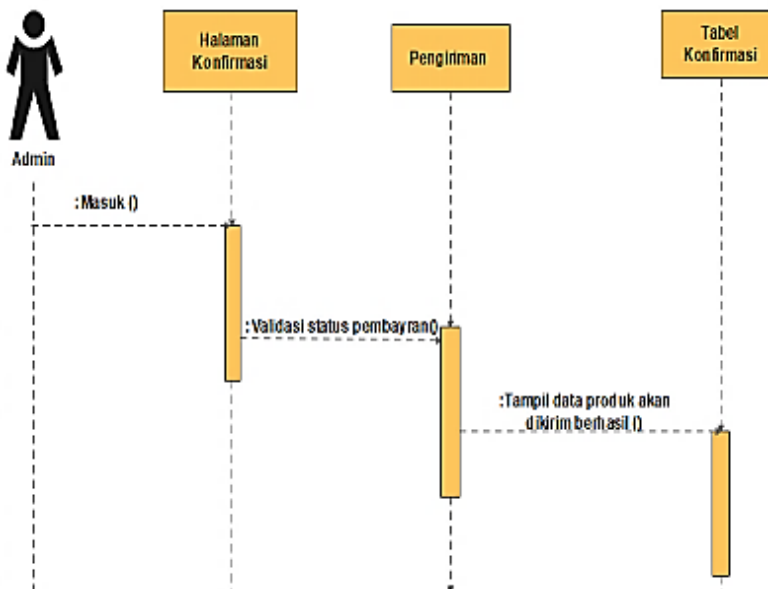 Halaman
Konfirmasi
Pengiriman
Tabel
Konfirmasi
Admin
: Masuk ()
: Validasi status pembayran()
:Tampil data produk akan
dikirim berhasil ()